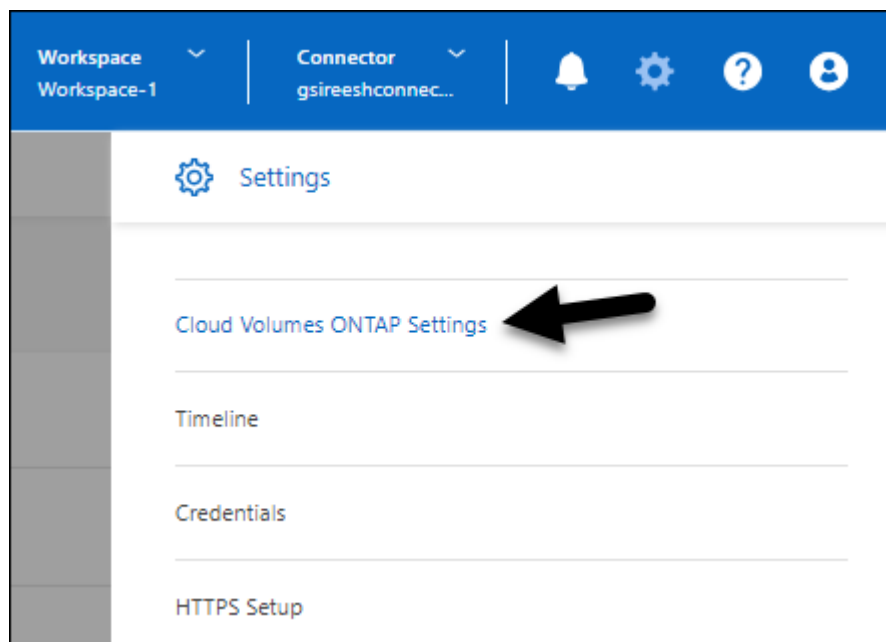 Workspace
Workspace-1
Connector
gsireeshconnec...
Settings
Cloud Volumes ONTAP Settings
Timeline
Credentials
HTTPS Setup